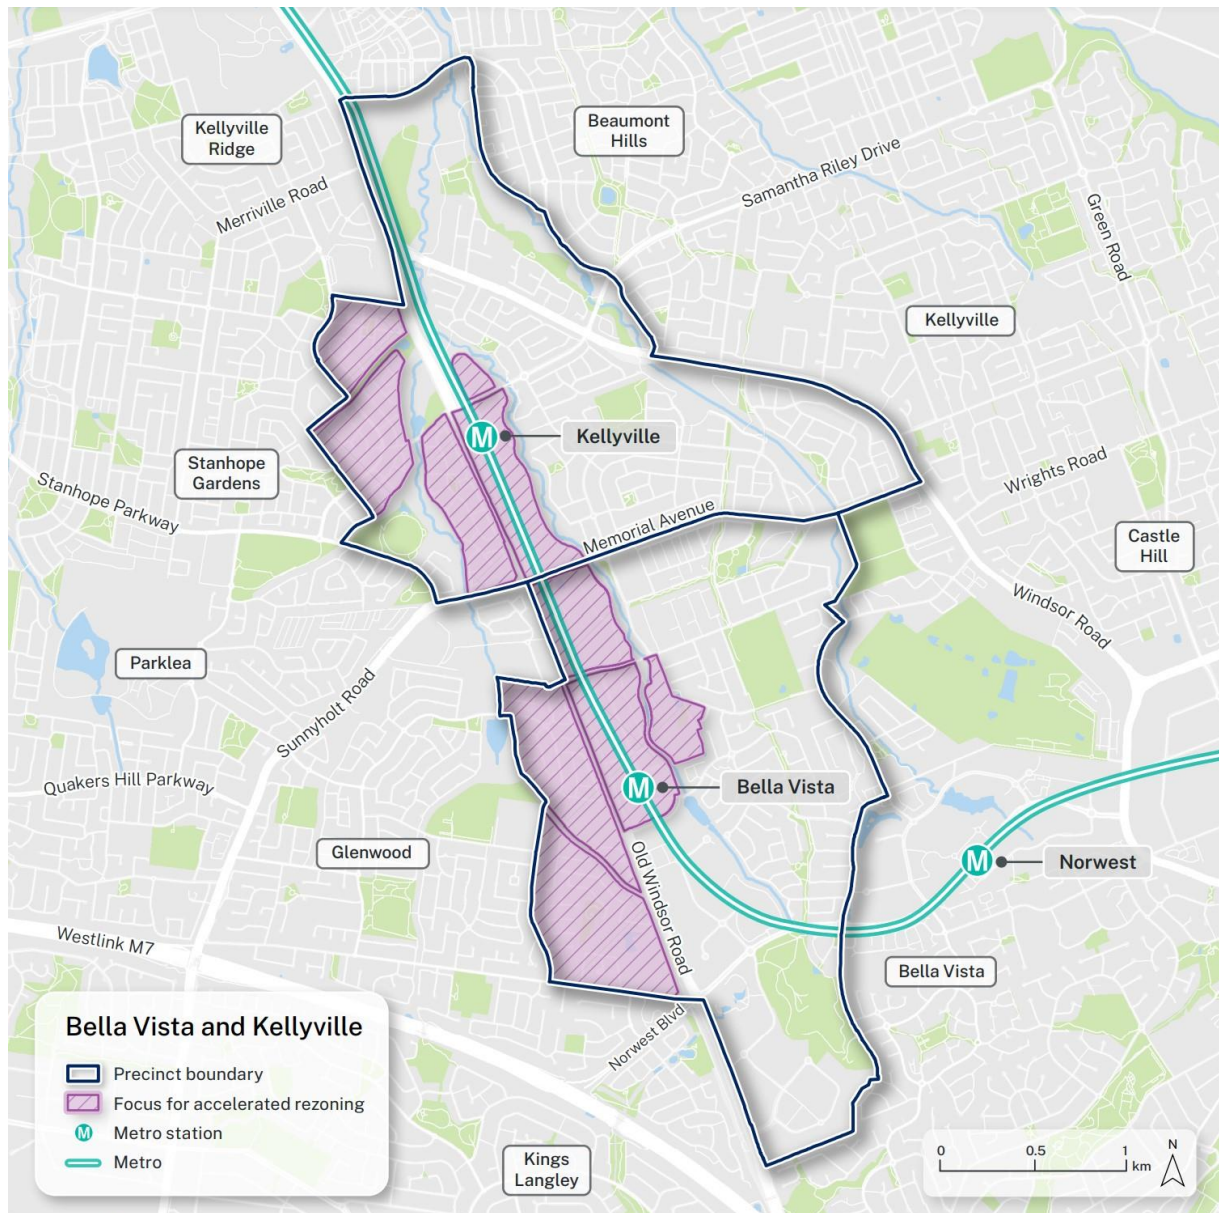 Kellyville
Ridge
Beaumont
Hills
Samantha Riley Drive
Merriville Road
Green Road
Kellyville
M
Kellyville
Stanhope
Gardens
Wrights Road
Stanhope Parkway
Memorial Avenue
Castle
Hill
Windsor Road
Parklea
Sunnyholt Road
Quakers Hill Parkway
M
Bella Vista
Glenwood
Old Windsor Road
M
Norwest
Westlink M7
Bella Vista
Norwest Blvd
Bella Vista and Kellyville
Precinct boundary
Focus for accelerated rezoning
M Metro station
Metro
Kings
Langley
0 0.5 1
km
N